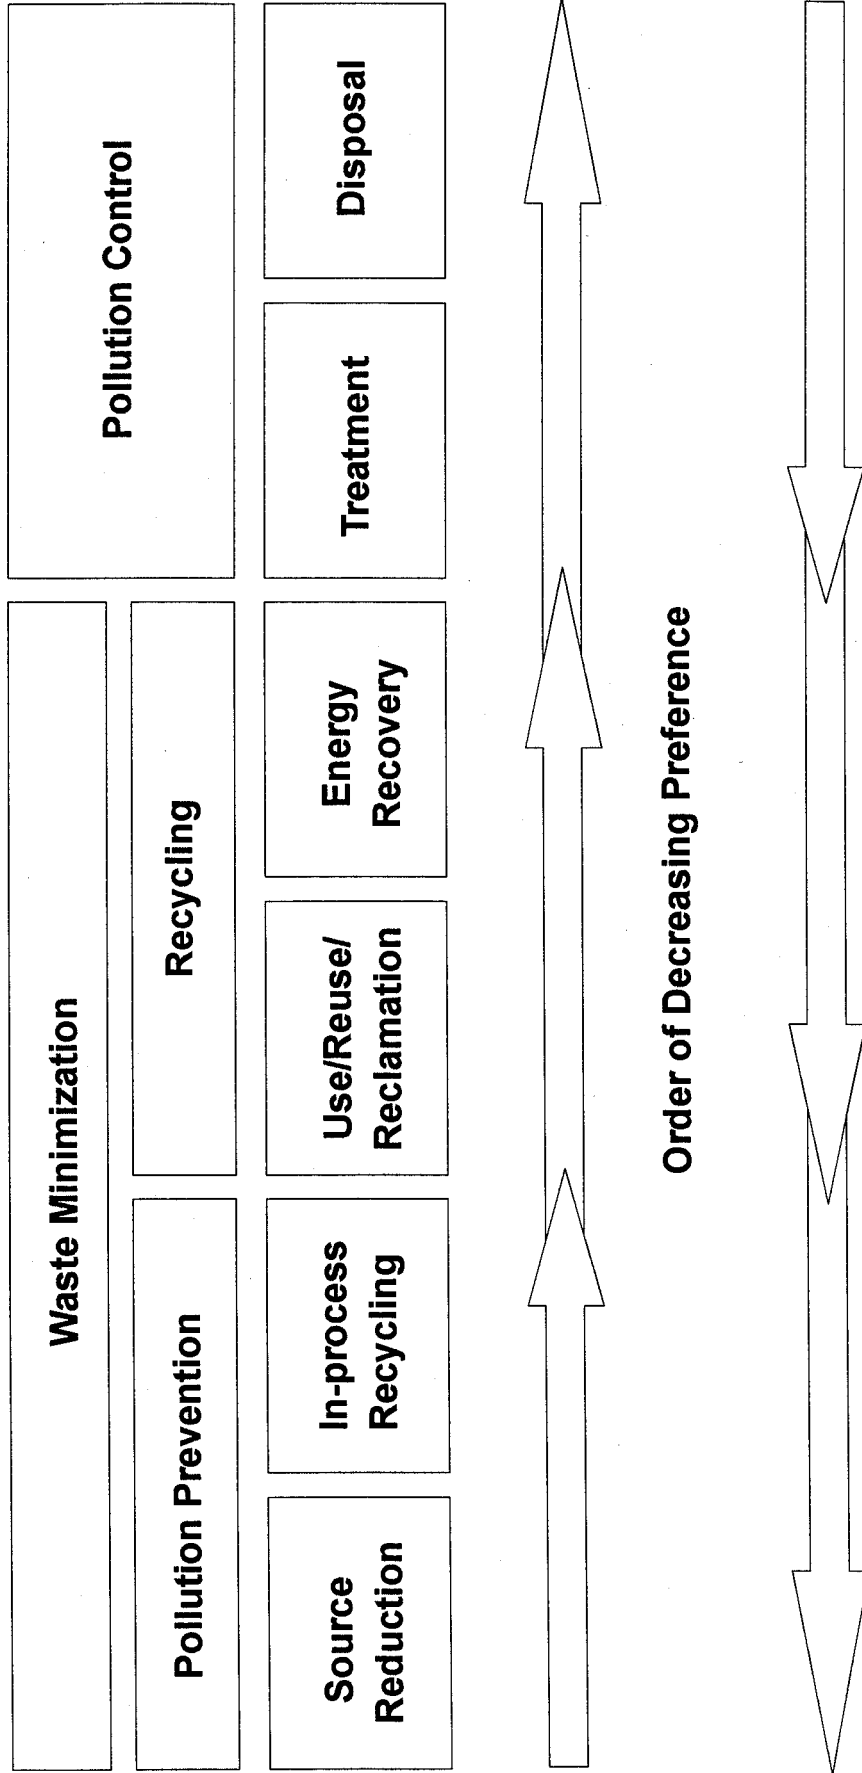 Waste Minimization
Pollution Control
Pollution Prevention
Recycling
Source
Reduction
In-process
Recycling
Use/Reuse/
Reclamation
Energy
Recovery
Treatment
Disposal
Order of Decreasing Preference